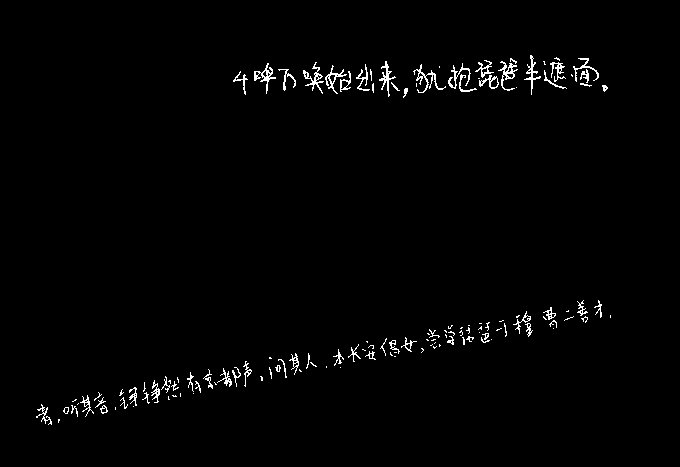 千呼万唤始出来，犹抱琵琶半遮面。
者，听其音，铮铮然有京都声。问其人，本长安倡女，尝学琵琶于穆 曹二善才，